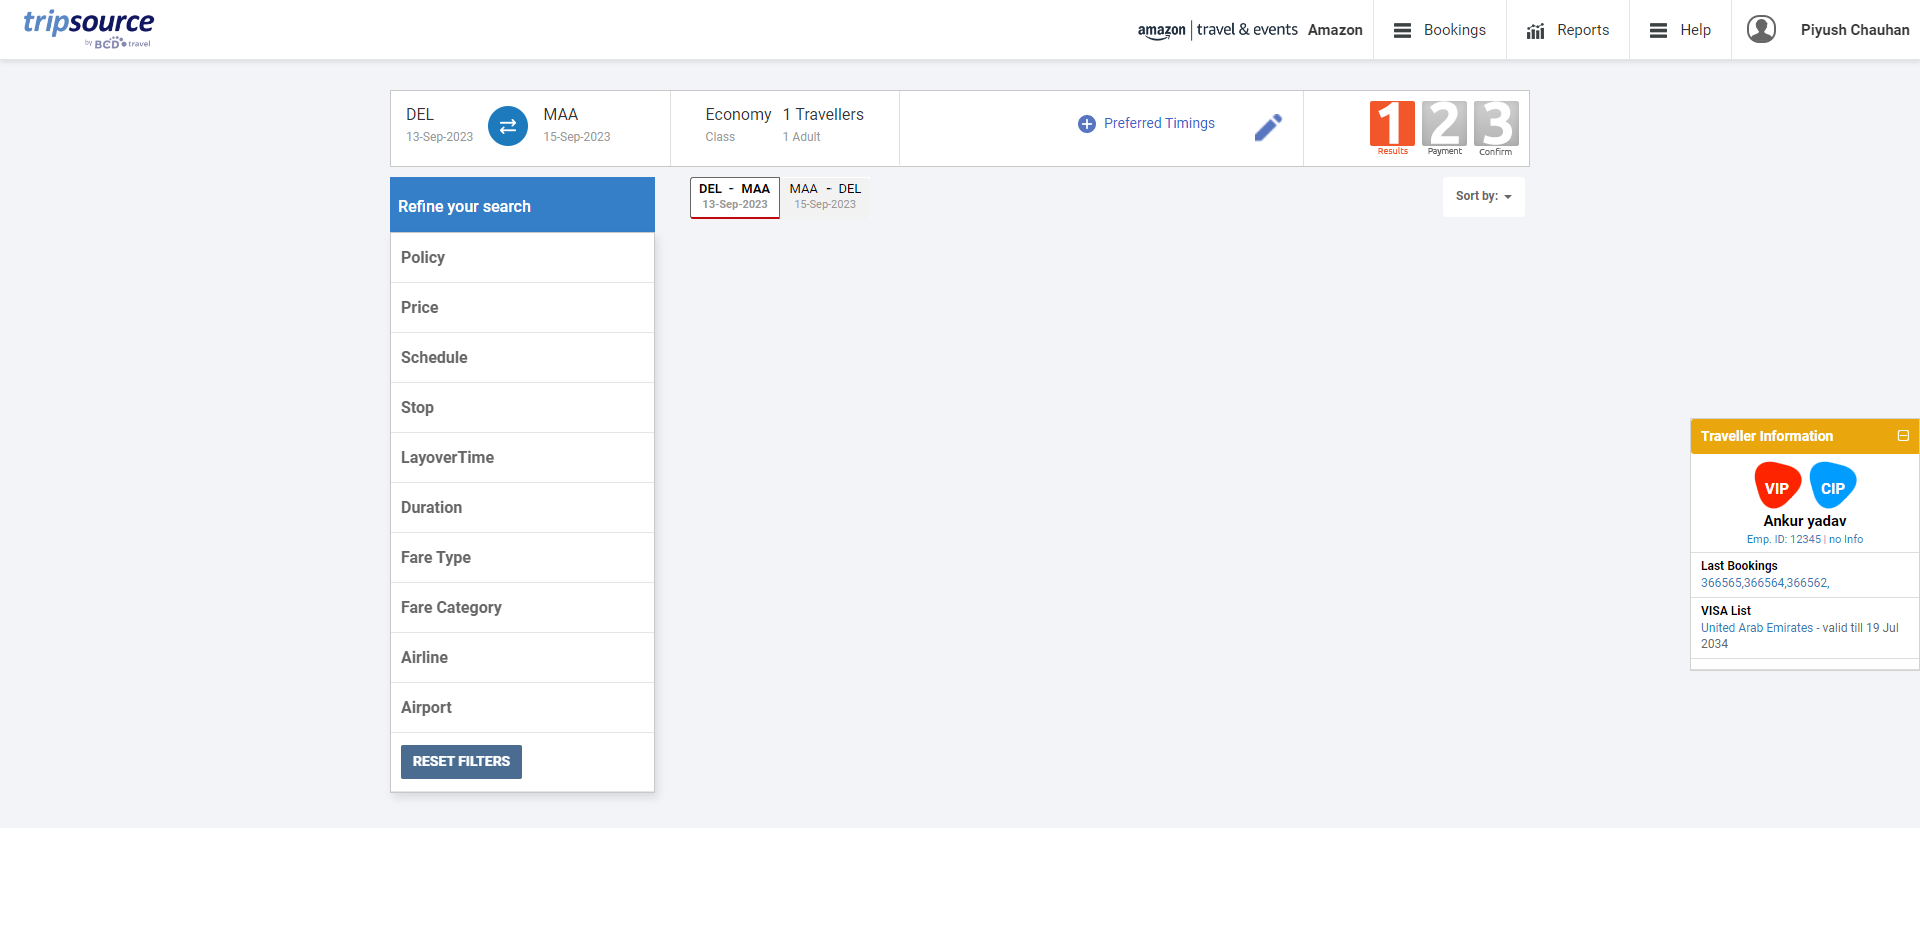 tripsource
by BCD travel
amazon | travel & events Amazon
Bookings
Reports
Help
Piyush Chauhan
DEL
13-Sep-2023
MAA
15-Sep-2023
Economy
Class
1 Travellers
1 Adult
Preferred Timings
1
Results
2
Payment
3
Confirm
Refine your search
Policy
Price
Schedule
Stop
LayoverTime
Duration
Fare Type
Fare Category
Airline
Airport
RESET FILTERS
DEL - MAA
13-Sep-2023
MAA - DEL
15-Sep-2023
Sort by:
Traveller Information
VIP
CIP
Ankur yadav
Emp. ID: 12345 | no Info
Last Bookings
366565,366564,366562,
VISA List
United Arab Emirates - valid till 19 Jul
2034